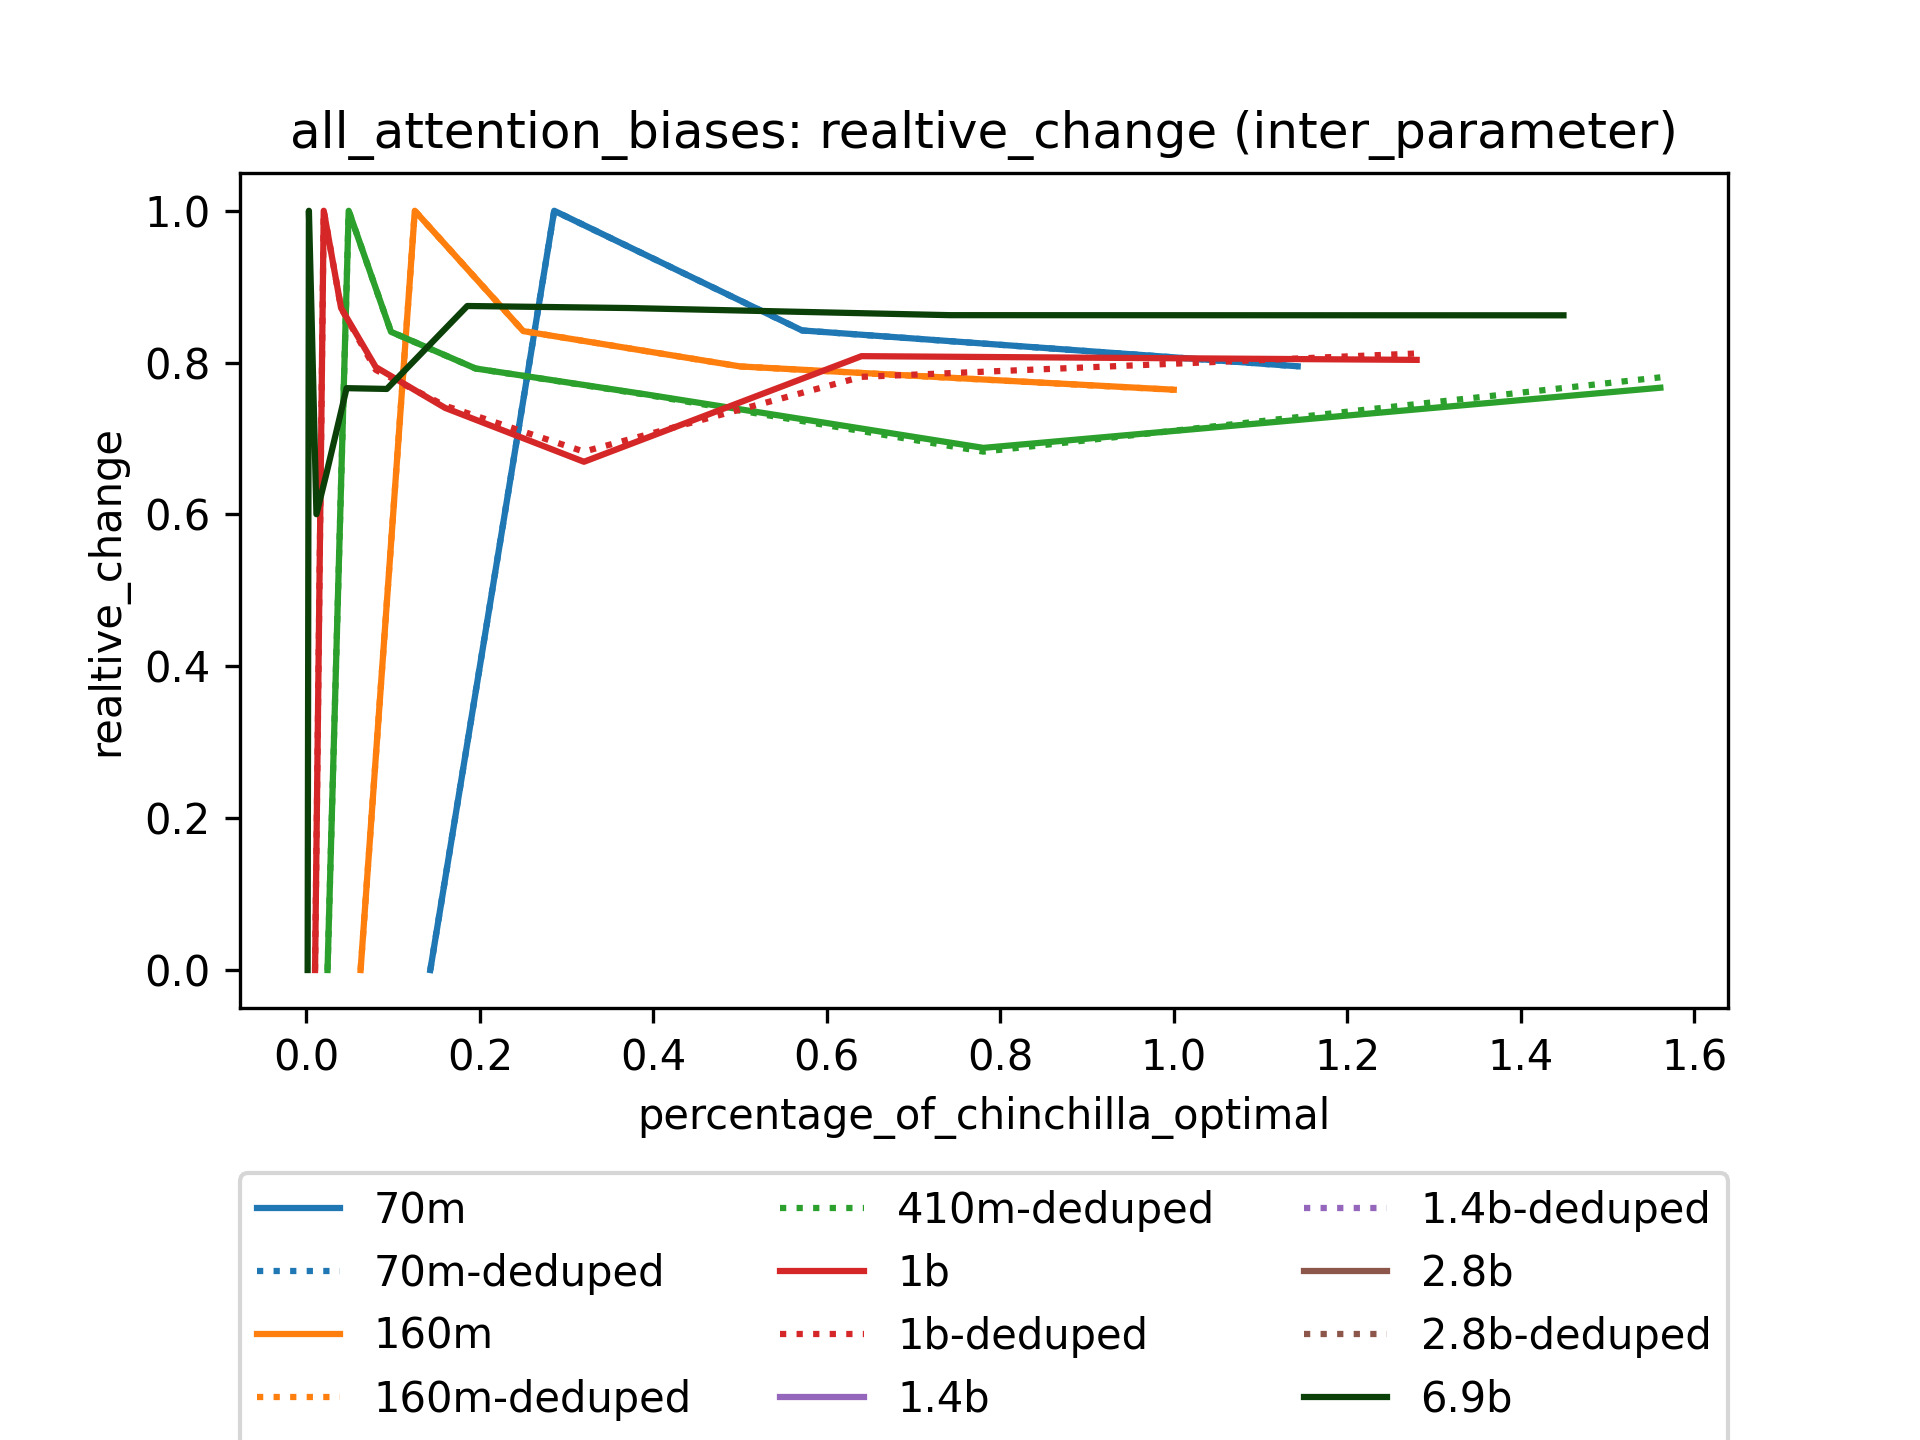 all_attention_biases: realtive_change (inter_parameter)
realtive_change
1.0
0.8
0.6
0.4
0.2
0.0
0.0 0.2 0.4 0.6 0.8 1.0 1.2 1.4 1.6
percentage_of_chinchilla_optimal
70m 410m-deduped 1.4b-deduped
70m-deduped 1b 2.8b
160m 1b-deduped 2.8b-deduped
160m-deduped 1.4b 6.9b